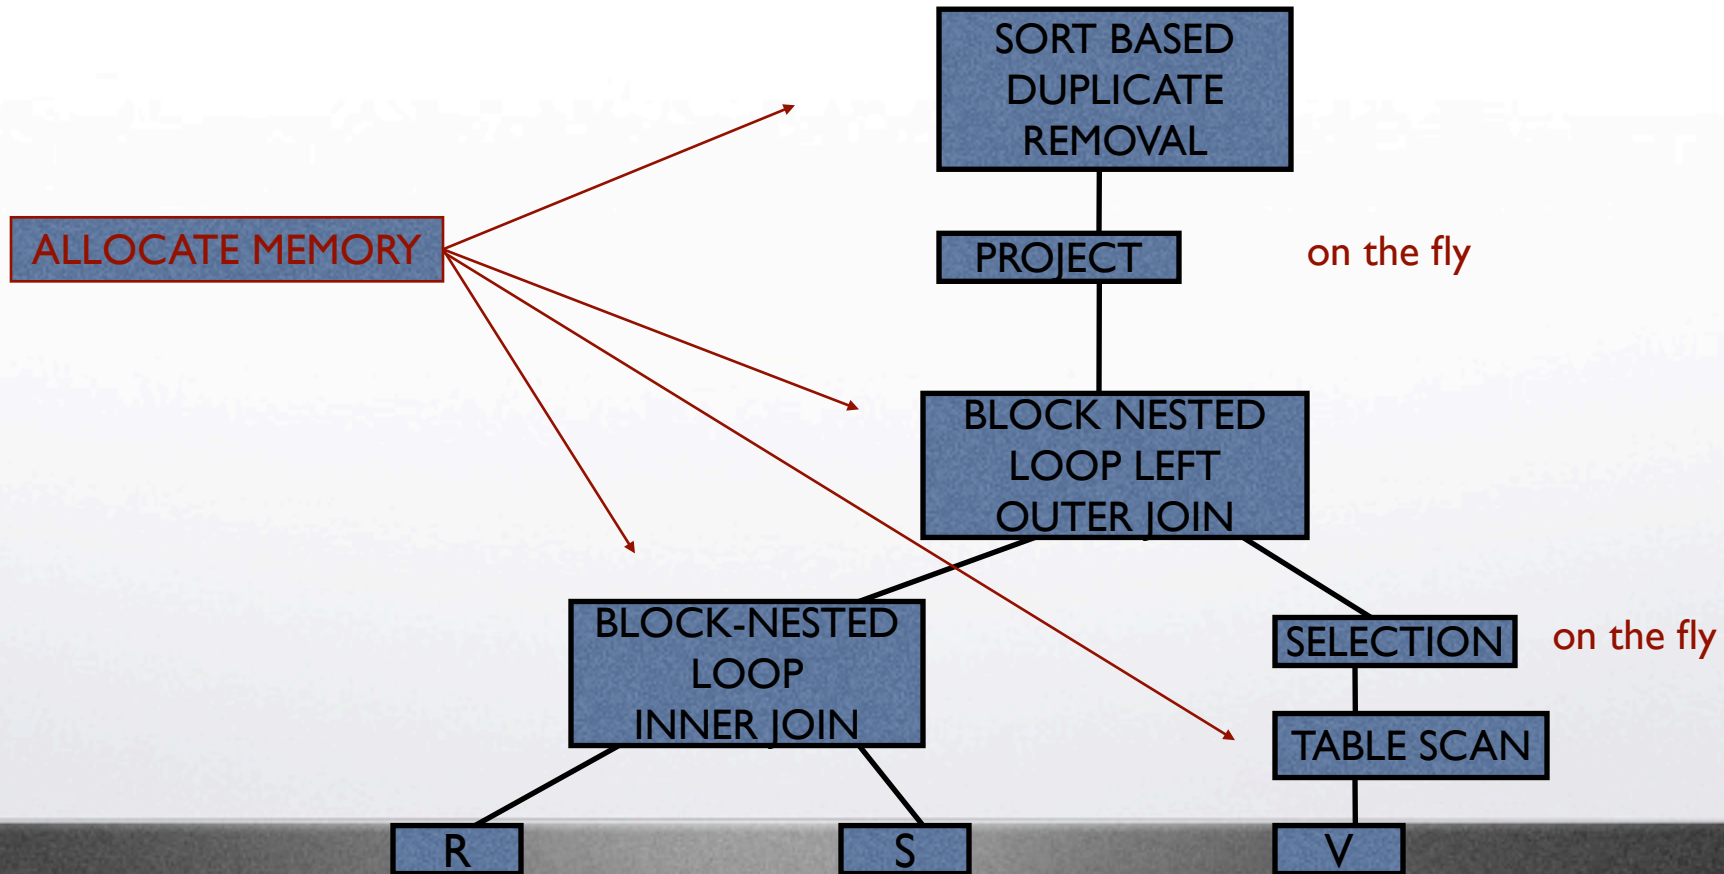 SORT BASED
DUPLICATE
REMOVAL
ALLOCATE MEMORY
PROJECT
on the fly
BLOCK NESTED
LOOP LEFT
OUTER JOIN
BLOCK-NESTED
LOOP
INNER JOIN
SELECTION
on the fly
TABLE SCAN
R
S
V